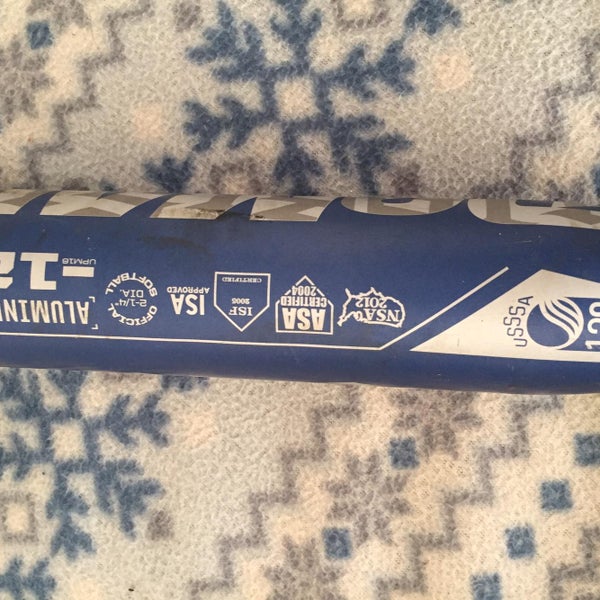 USSSA
120
NSA
2012
ASA
CERTIFIED
2004
ISF
2005
CERTIFIED
ISA
APPROVED
OFFICIAL
2-1/4"
DIA.
SOFTBALL
-12
UPM18